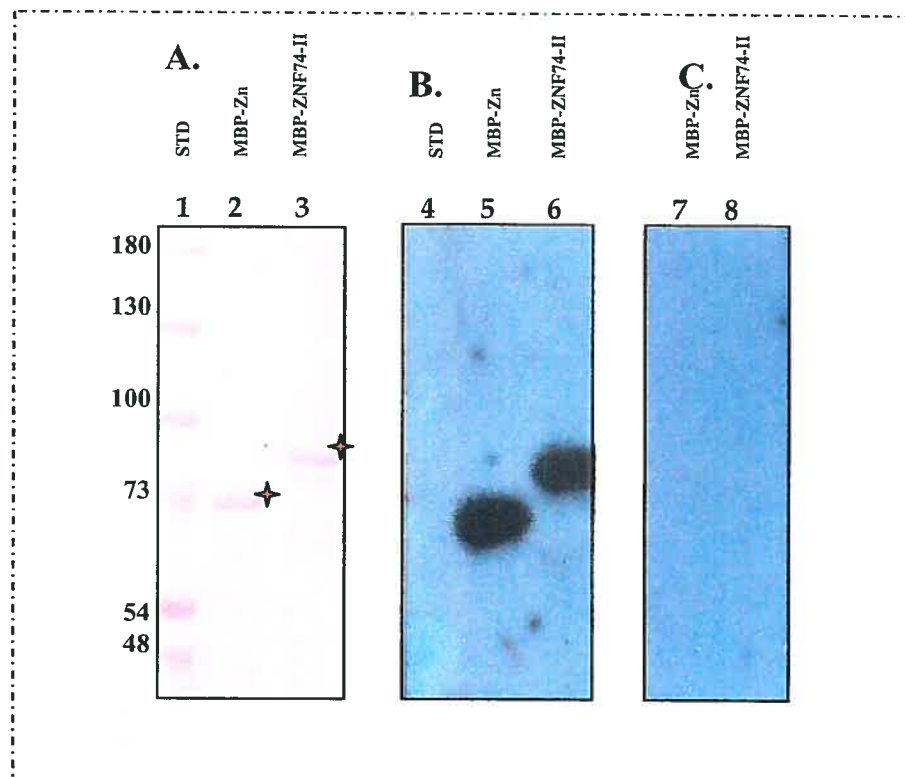 A.
STD
MBP-Zn
MBP-ZNF74-II
1 2 3
180
130
100
73
54
48
B.
STD
MBP-Zn
MBP-ZNF74-II
4 5 6
C.
MBP-Zn
MBP-ZNF74-II
7 8